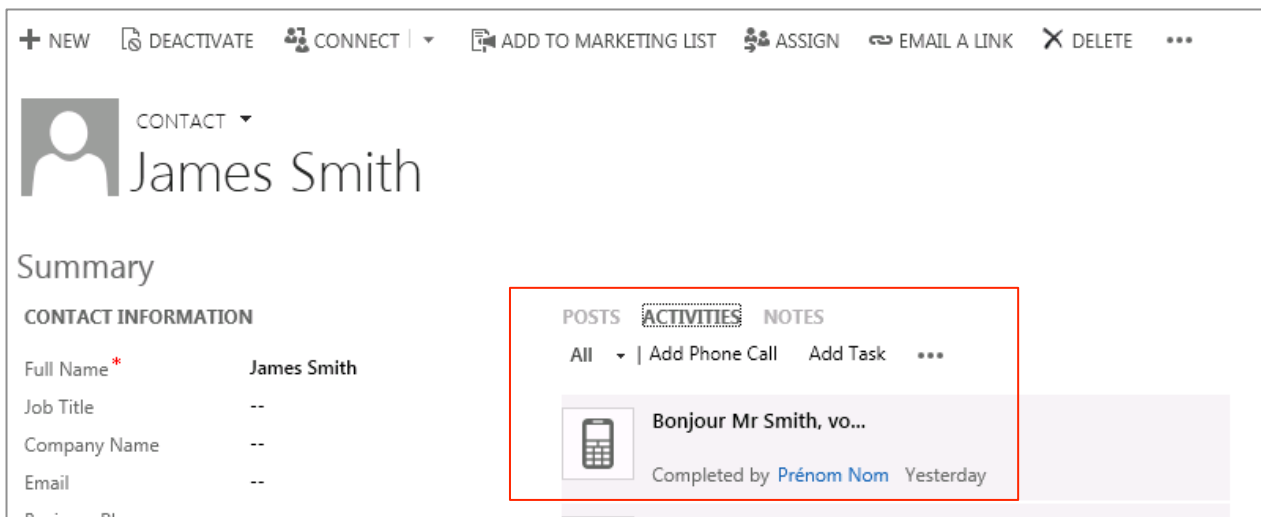 NEW DEACTIVATE CONNECT ADD TO MARKETING LIST ASSIGN EMAIL A LINK DELETE ...
CONTACT
James Smith
Summary
CONTACT INFORMATION
Full Name* James Smith
Job Title --
Company Name --
Email --
POSTS ACTIVITIES NOTES
All | Add Phone Call Add Task ...
Bonjour Mr Smith, vo...
Completed by Prénom Nom Yesterday